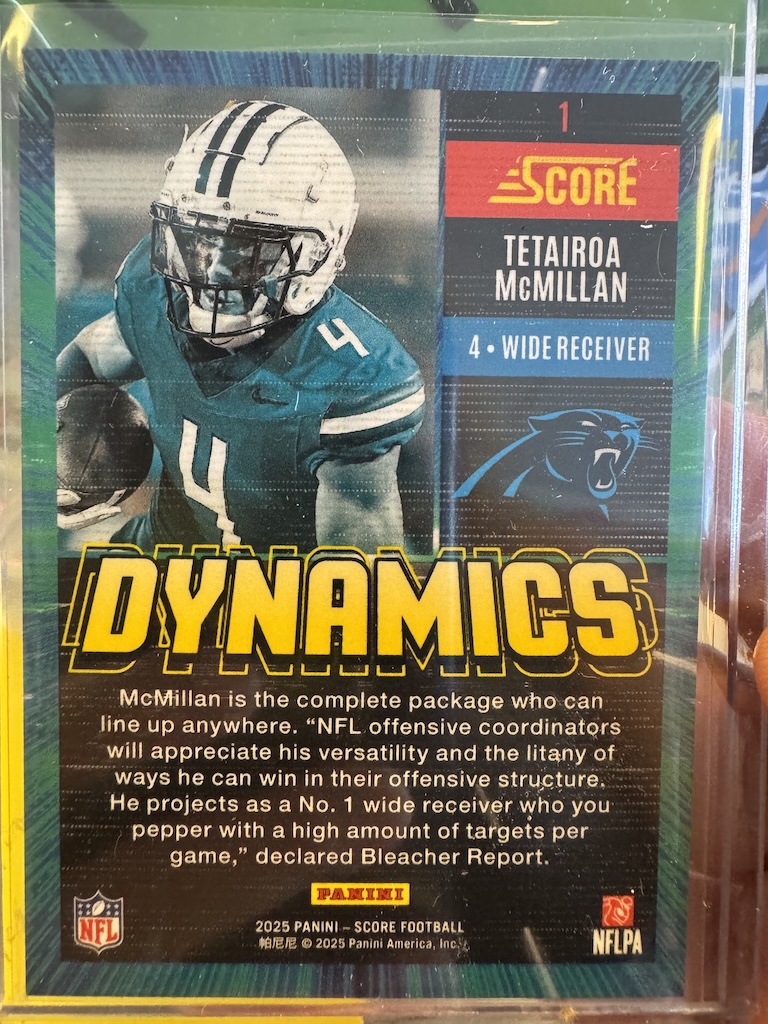 1
SCORE
TETAIROA
McMILLAN
4 • WIDE RECEIVER
4
4
DYNAMICS
McMillan is the complete package who can
line up anywhere. “NFL offensive coordinators
will appreciate his versatility and the litany of
ways he can win in their offensive structure.
He projects as a No. 1 wide receiver who you
pepper with a high amount of targets per
game,” declared Bleacher Report.
PANINI
NFL
2025 PANINI – SCORE FOOTBALL
帕尼尼 © 2025 Panini America, Inc.
NFLPA